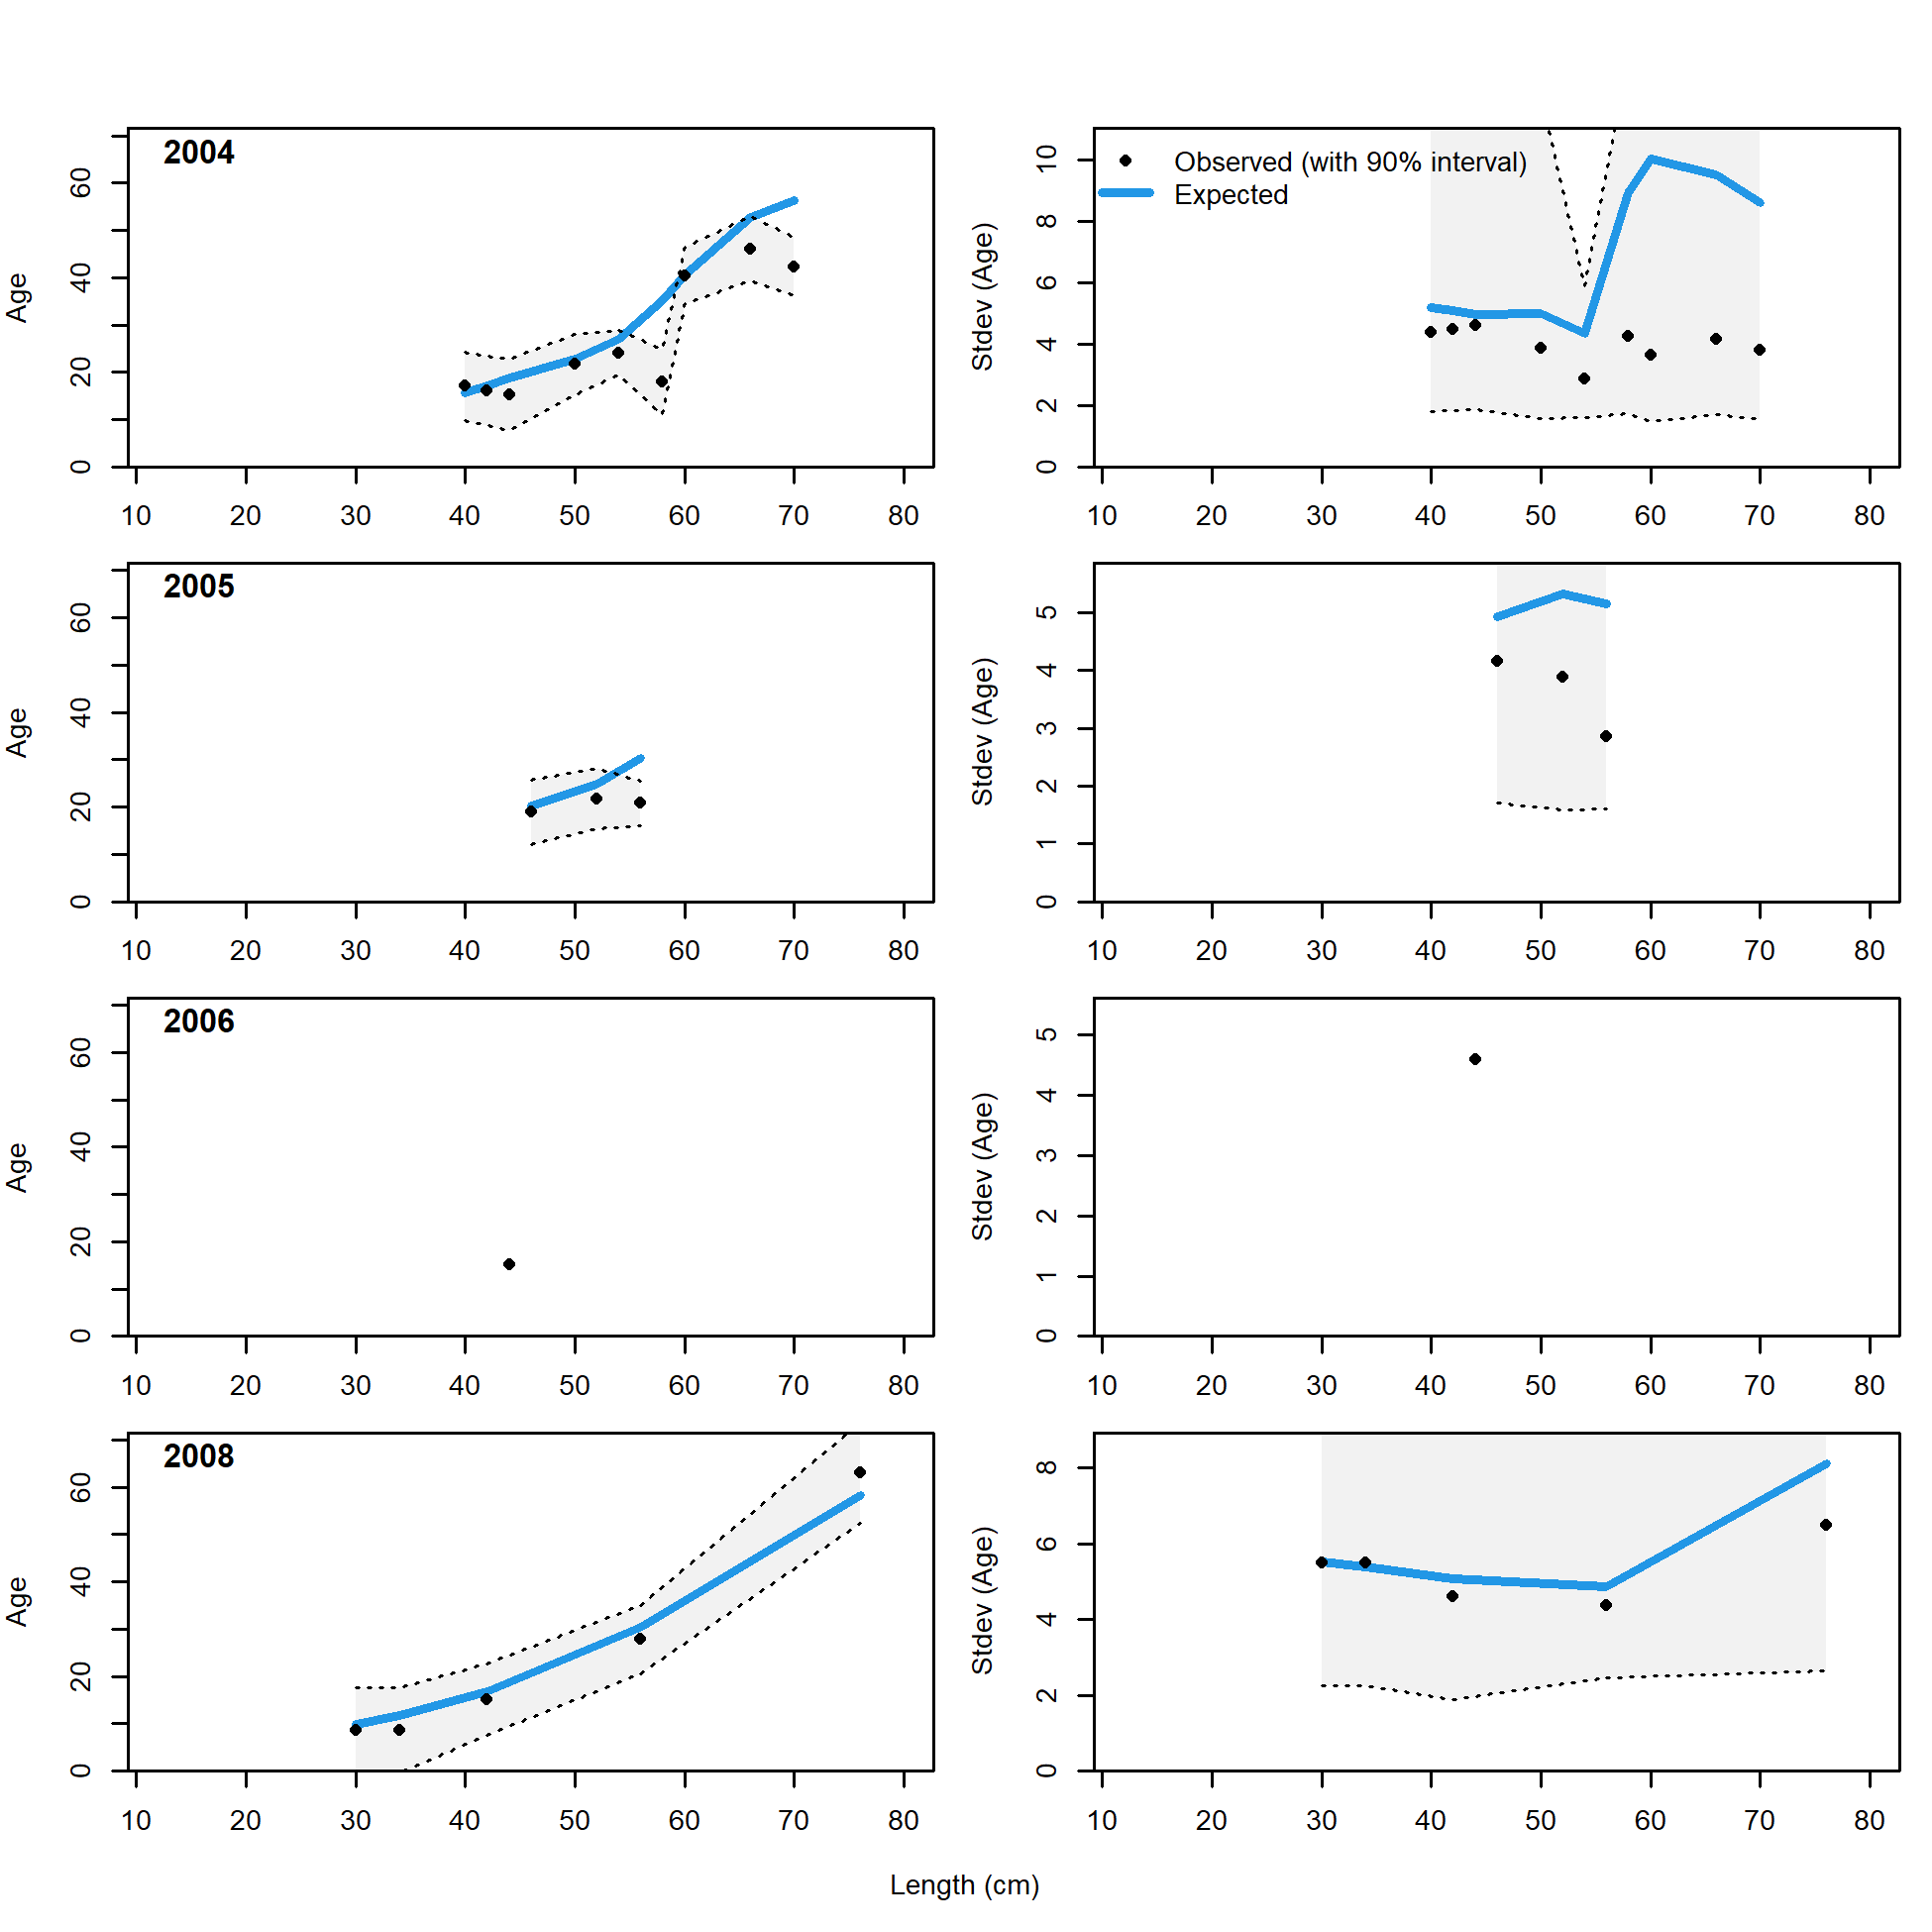 2004
Age
0 20 40 60
10 20 30 40 50 60 70 80
Observed (with 90% interval)
Expected
Stdev (Age)
0 2 4 6 8 10
10 20 30 40 50 60 70 80
2005
Age
0 20 40 60
10 20 30 40 50 60 70 80
Stdev (Age)
0 1 2 3 4 5
10 20 30 40 50 60 70 80
2006
Age
0 20 40 60
10 20 30 40 50 60 70 80
Stdev (Age)
0 1 2 3 4 5
10 20 30 40 50 60 70 80
2008
Age
0 20 40 60
10 20 30 40 50 60 70 80
Stdev (Age)
0 2 4 6 8
10 20 30 40 50 60 70 80
Length (cm)